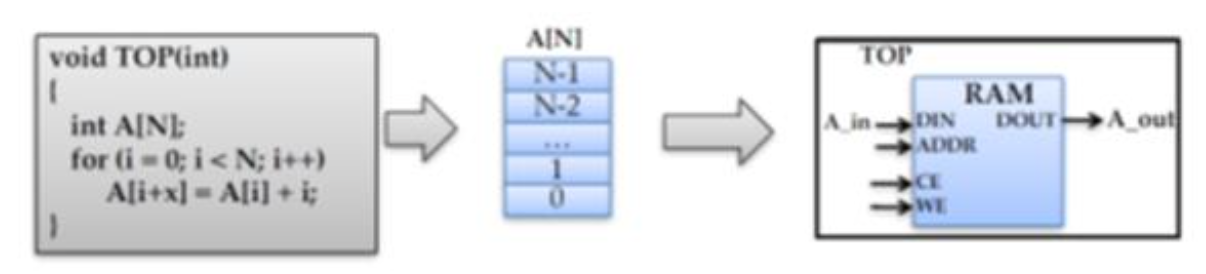 void TOP(int)
{
int A[N];
for (i = 0; i < N; i++)
A[i+x] = A[i] + i;
}
A[N]
N-1
N-2
...
1
0
TOP
RAM
A_in
DIN
DOUT
A_out
ADDR
CE
WE